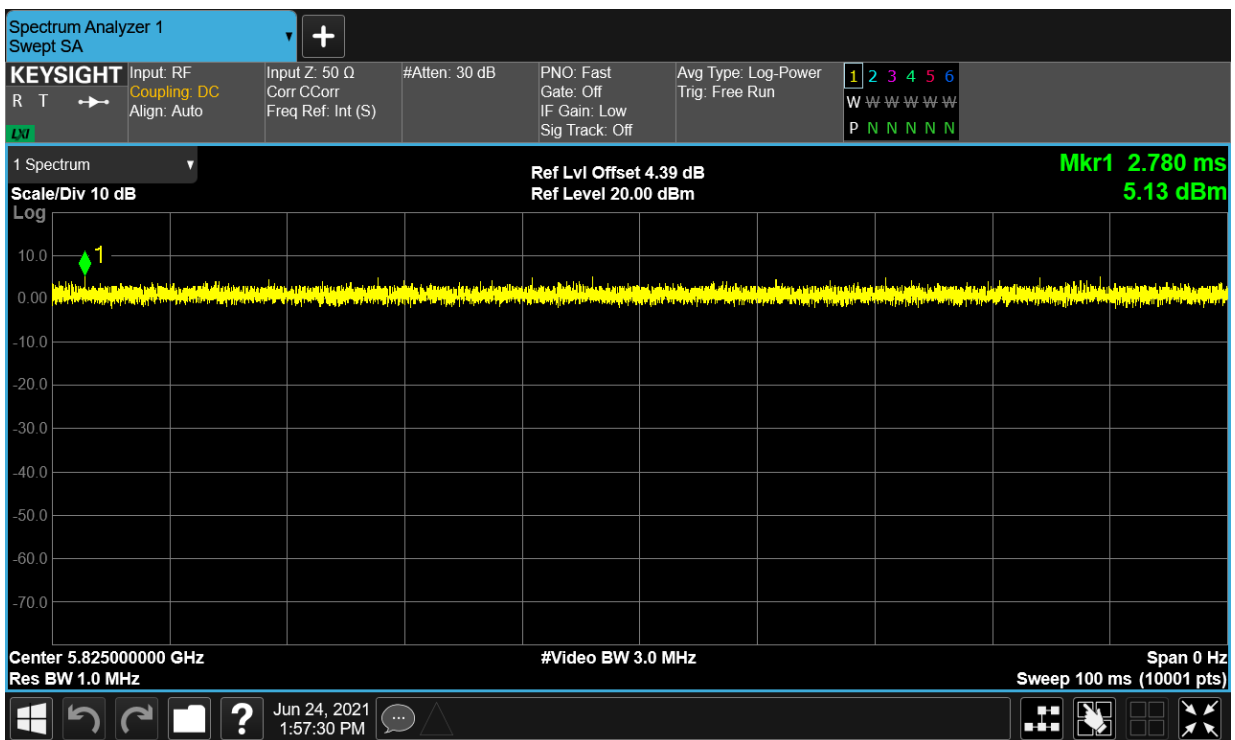 Spectrum Analyzer 1
Swept SA
KEYSIGHT
R T
LXI
Input: RF
Coupling: DC
Align: Auto
Input Z: 50 Ω
Corr CCorr
Freq Ref: Int (S)
#Atten: 30 dB
PNO: Fast
Gate: Off
IF Gain: Low
Sig Track: Off
Avg Type: Log-Power
Trig: Free Run
1 2 3 4 5 6
W W W W W W
P N N N N N
1 Spectrum
Scale/Div 10 dB
Ref Lvl Offset 4.39 dB
Ref Level 20.00 dBm
Mkr1 2.780 ms
5.13 dBm
Log
1
10.0
0.00
-10.0
-20.0
-30.0
-40.0
-50.0
-60.0
-70.0
Center 5.825000000 GHz
#Video BW 3.0 MHz
Span 0 Hz
Res BW 1.0 MHz
Sweep 100 ms (10001 pts)
?
Jun 24, 2021
1:57:30 PM